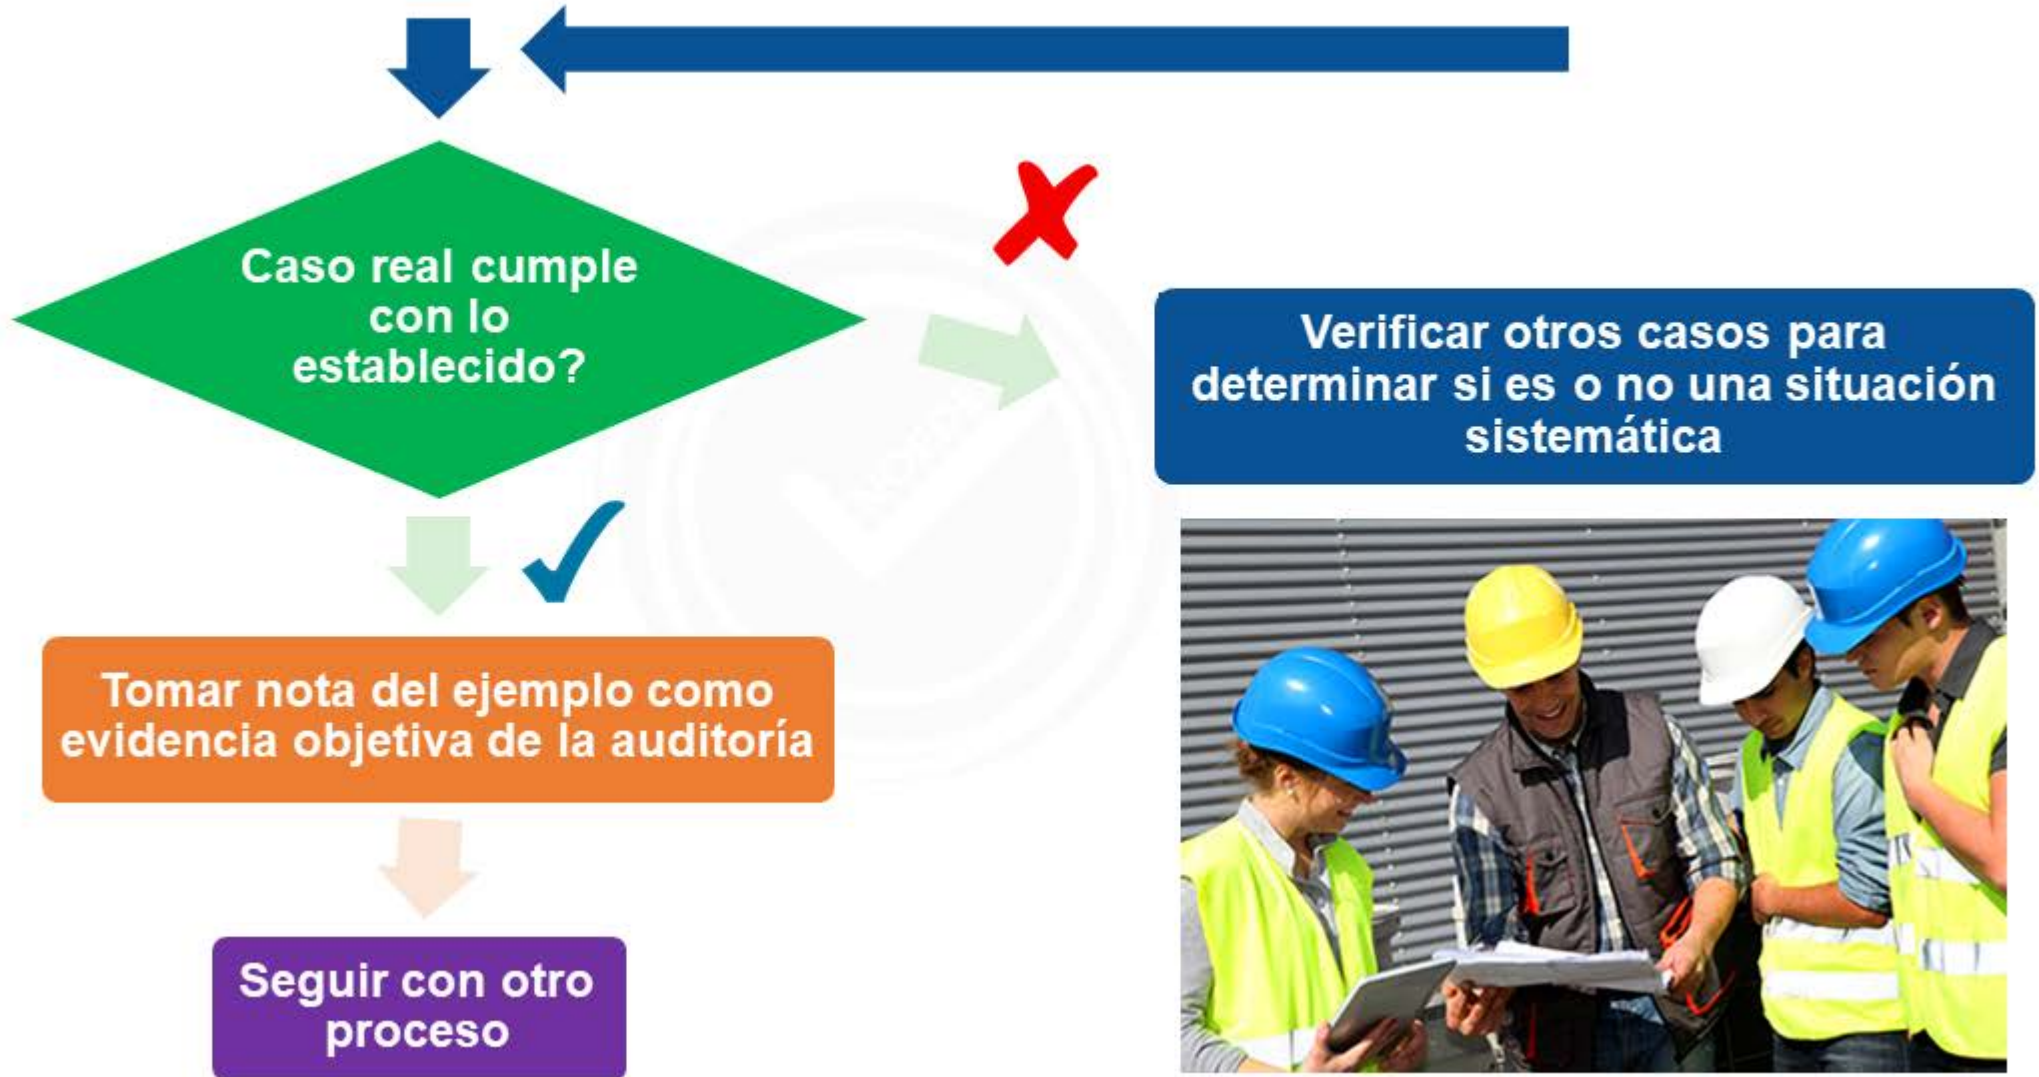 Caso real cumple
con lo
establecido?
Verificar otros casos para
determinar si es o no una situación
sistemática
Tomar nota del ejemplo como
evidencia objetiva de la auditoría
Seguir con otro
proceso